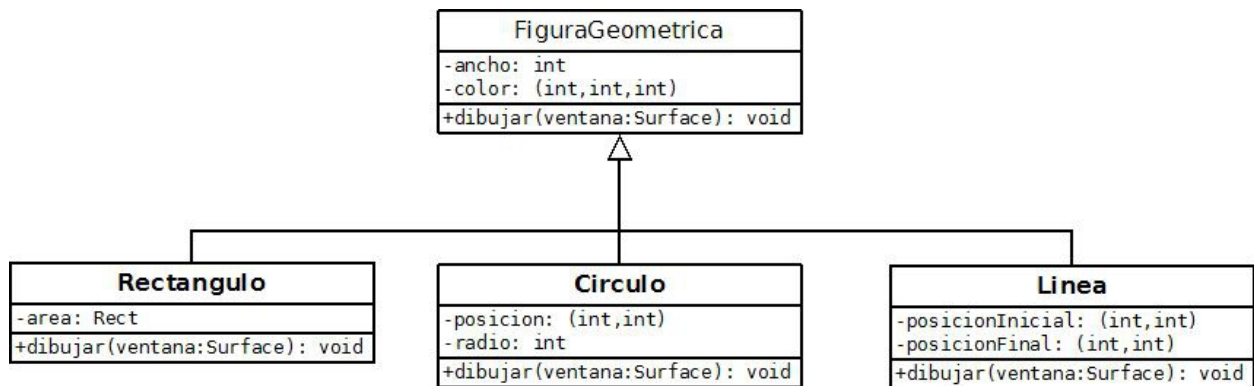 FiguraGeometrica
-ancho: int
-color: (int,int,int)
+dibujar(ventana:Surface): void
Rectangulo
-area: Rect
+dibujar(ventana:Surface): void
Cırculo
-posicion: (int,int)
-radio: int
+dibujar(ventana:Surface): void
Linea
-posicionInicial: (int,int)
-posicionFinal: (int,int)
+dibujar(ventana:Surface): void